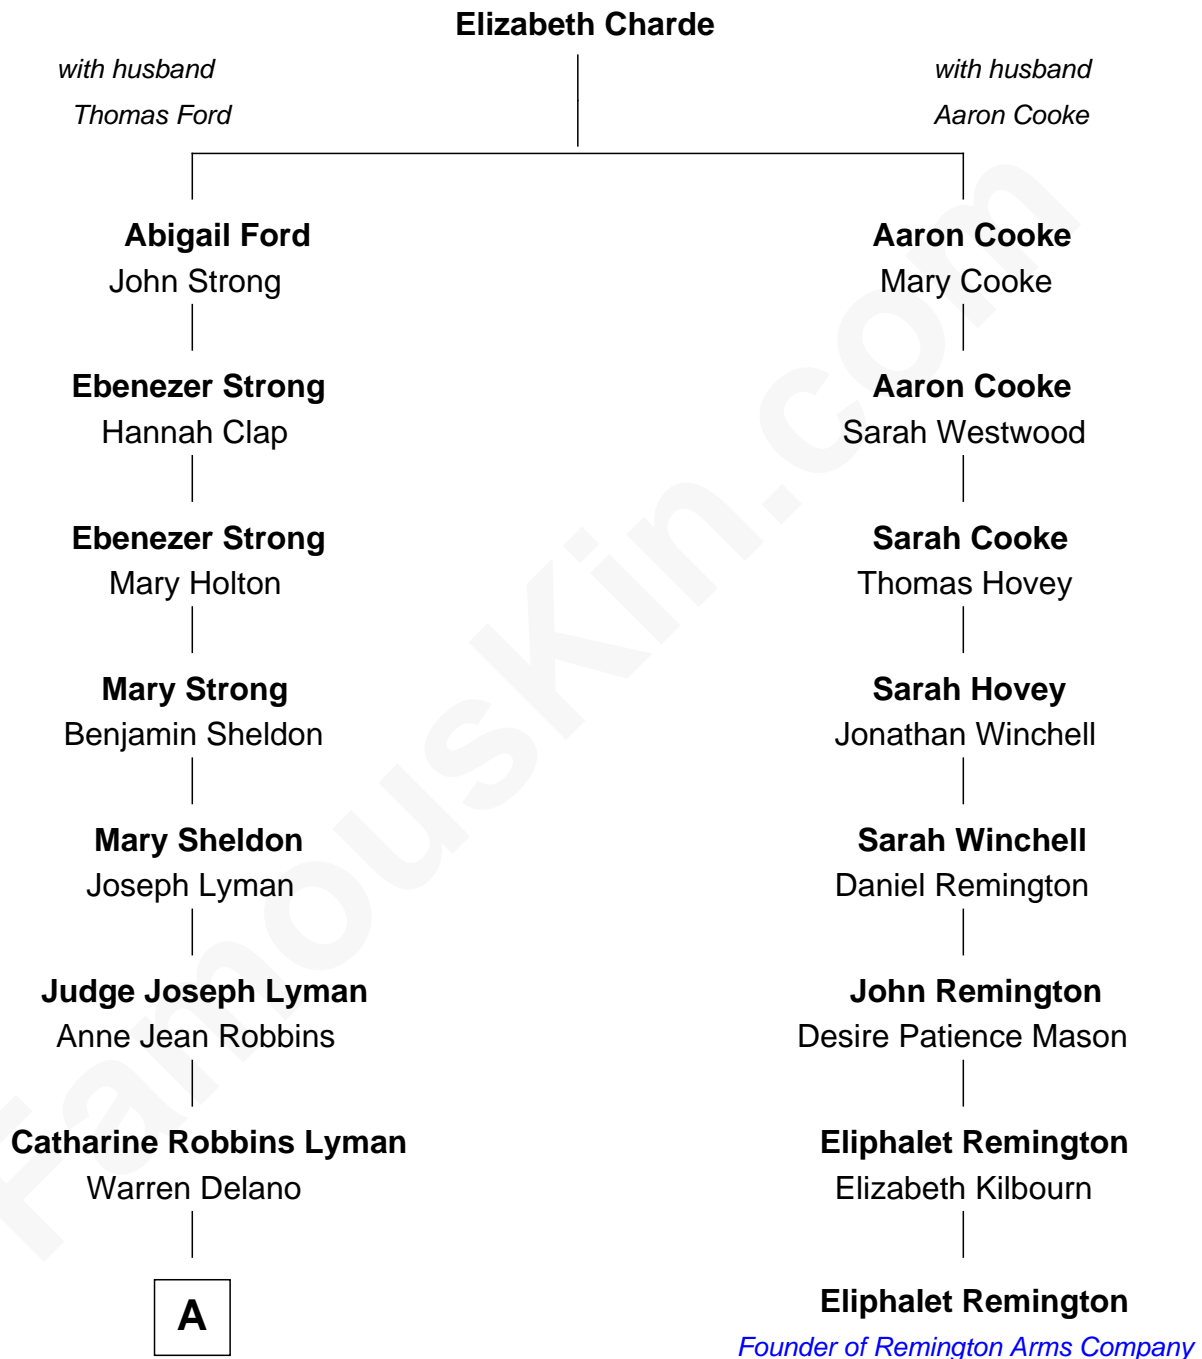 Elizabeth Charde
with husband
Thomas Ford
with husband
Aaron Cooke
Abigail Ford
John Strong
Aaron Cooke
Mary Cooke
Ebenezer Strong
Hannah Clap
Aaron Cooke
Sarah Westwood
Ebenezer Strong
Mary Holton
Sarah Cooke
Thomas Hovey
Mary Strong
Benjamin Sheldon
Sarah Hovey
Jonathan Winchell
Mary Sheldon
Joseph Lyman
Sarah Winchell
Daniel Remington
Judge Joseph Lyman
Anne Jean Robbins
John Remington
Desire Patience Mason
Catharine Robbins Lyman
Warren Delano
Eliphalet Remington
Elizabeth Kilbourn
A
Eliphalet Remington
Founder of Remington Arms Company
FamousKin.com